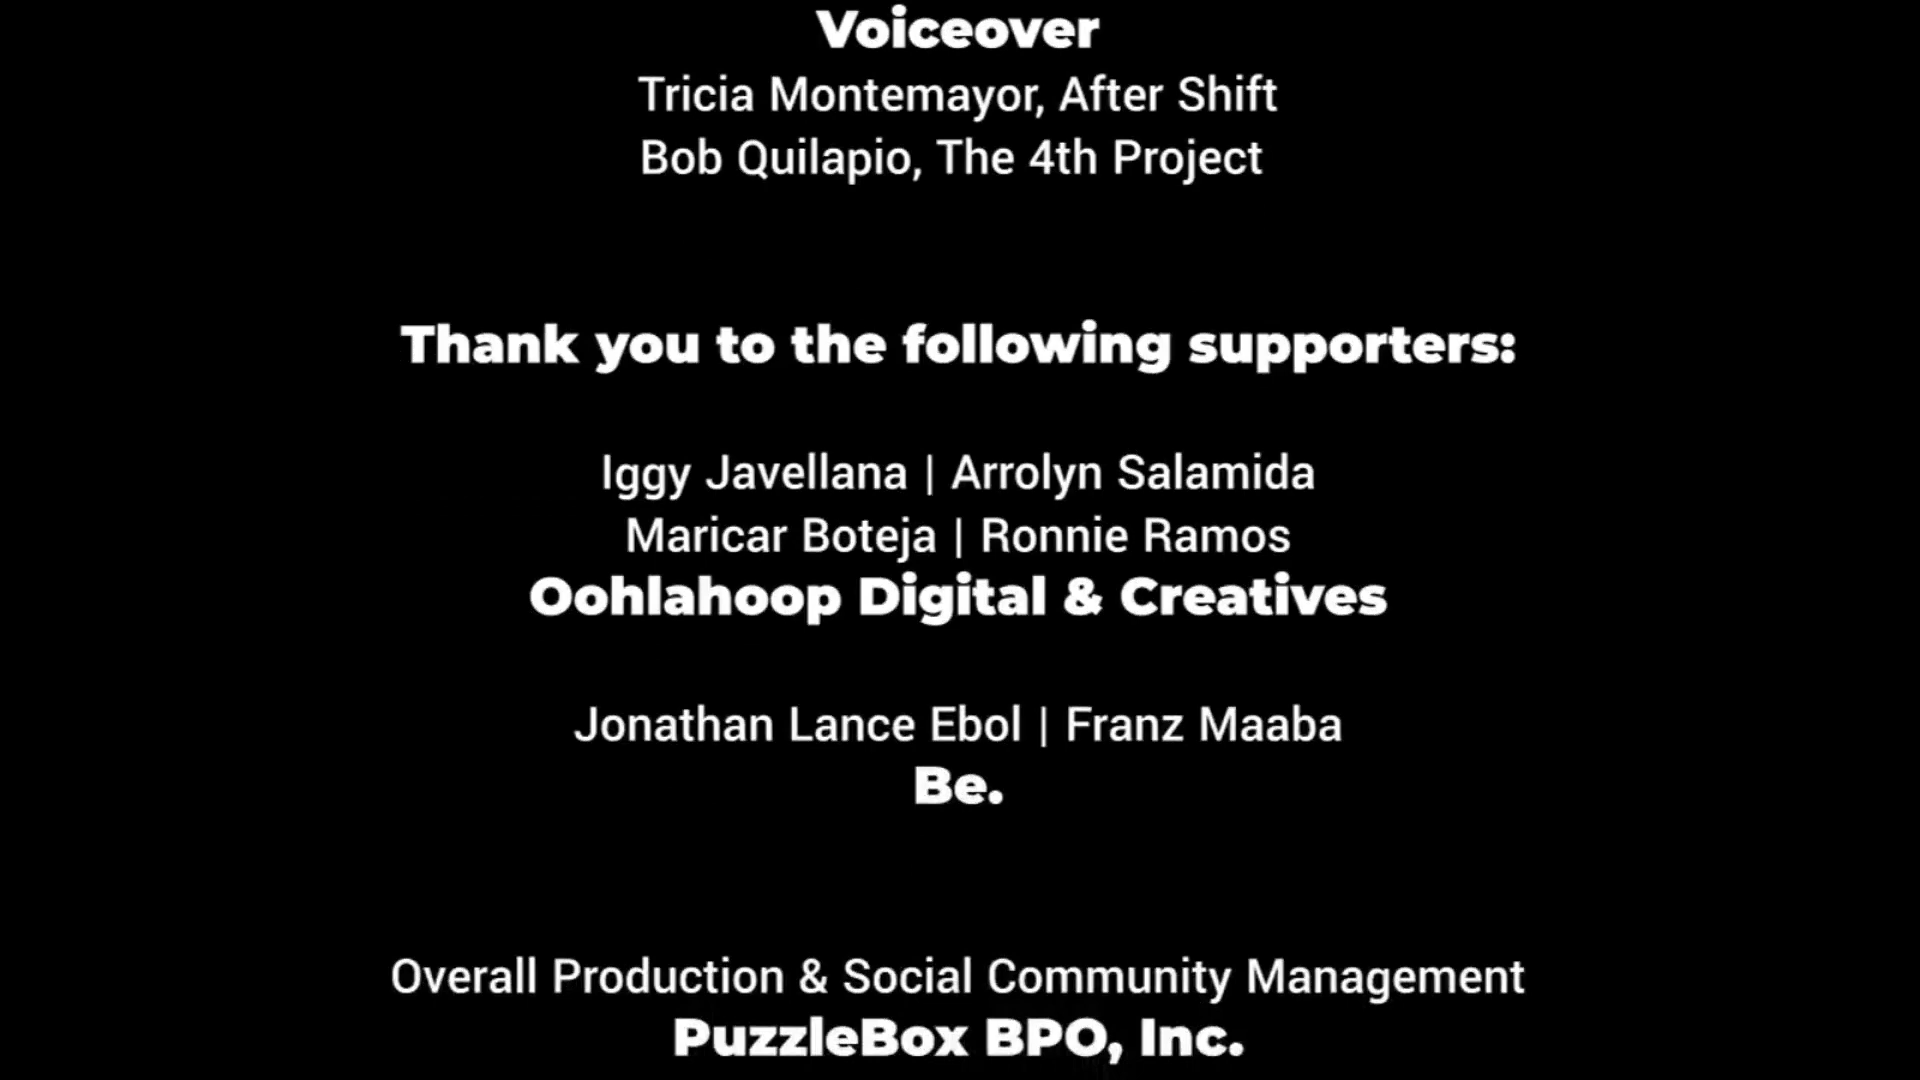 Voiceover
Tricia Montemayor, After Shift
Bob Quilapio, The 4th Project
Thank you to the following supporters:
Iggy Javellana | Arrolyn Salamida
Maricar Boteja | Ronnie Ramos
Oohlahoop Digital & Creatives
Jonathan Lance Ebol | Franz Maaba
Be.
Overall Production & Social Community Management
PuzzleBox BPO, Inc.